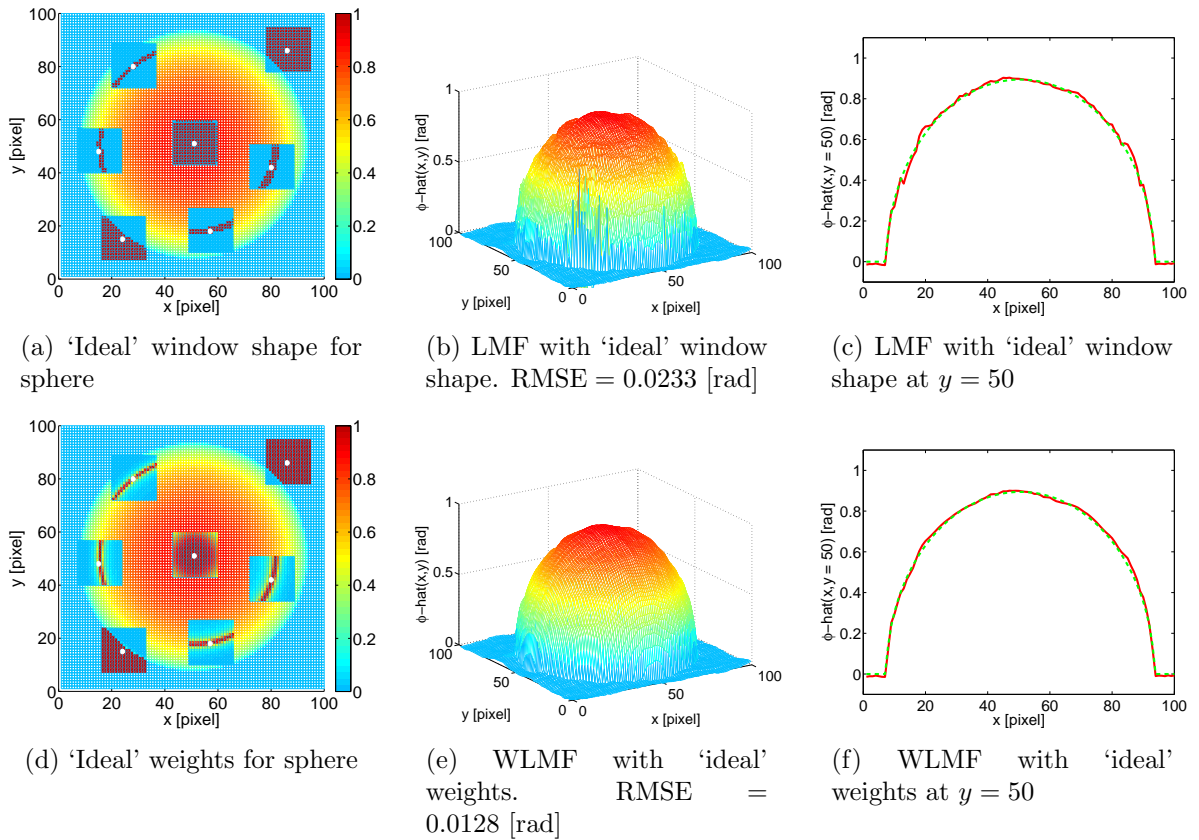 100
80
60
40
20
0
y [pixel]
0 20 40 60 80 100
x [pixel]
1
0.8
0.6
0.4
0.2
0
1
0.5
0
φ−hat(x,y) [rad]
100
50
0
y [pixel]
0
50
100
x [pixel]
1
0.8
0.6
0.4
0.2
0
φ−hat(x,y = 50) [rad]
0 20 40 60 80 100
x [pixel]
(a) ‘Ideal’ window shape for
sphere
(b) LMF with ‘ideal’ window
shape. RMSE = 0.0233 [rad]
(c) LMF with ‘ideal’ window
shape at y = 50
100
80
60
40
20
0
y [pixel]
0 20 40 60 80 100
x [pixel]
1
0.8
0.6
0.4
0.2
0
1
0.5
0
φ−hat(x,y) [rad]
100
50
0
y [pixel]
0
50
100
x [pixel]
1
0.8
0.6
0.4
0.2
0
φ−hat(x,y = 50) [rad]
0 20 40 60 80 100
x [pixel]
(d) ‘Ideal’ weights for sphere
(e) WLMF with ‘ideal’
weights. RMSE =
0.0128 [rad]
(f) WLMF with ‘ideal’
weights at y = 50